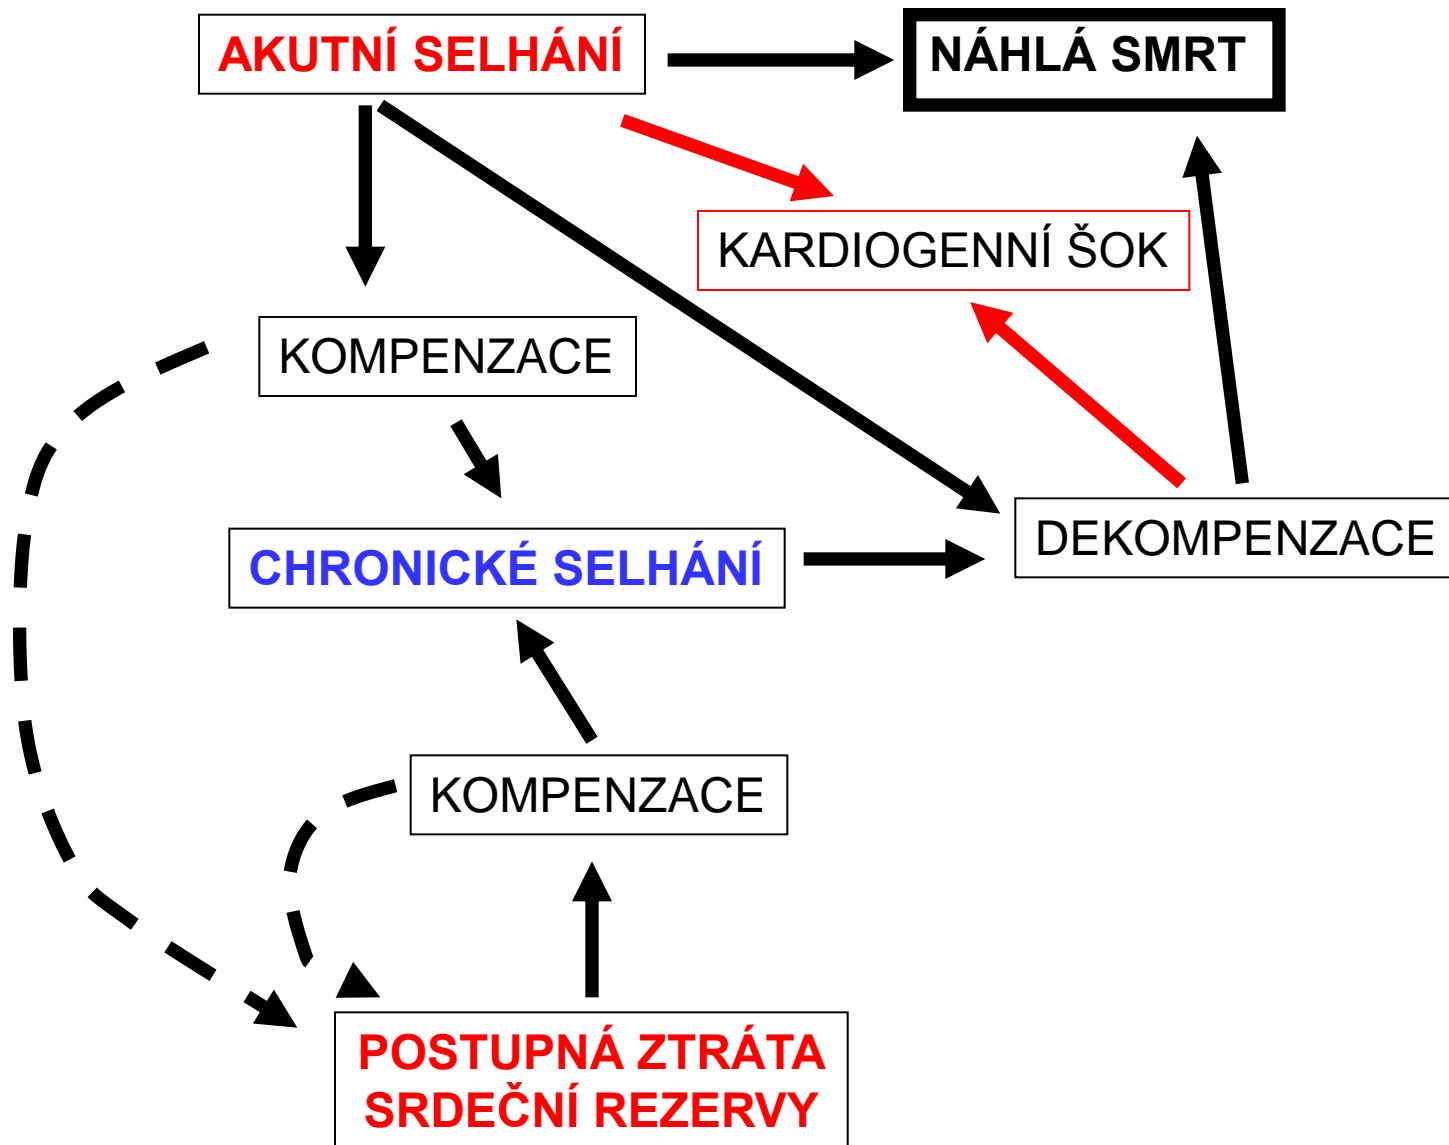 AKUTNÍ SELHÁNÍ
NÁHLÁ SMRT
KARDIOGENNÍ ŠOK
KOMPENZACE
DEKOMPENZACE
CHRONICKÉ SELHÁNÍ
KOMPENZACE
POSTUPNÁ ZTRÁTA
SRDEČNÍ REZERVY